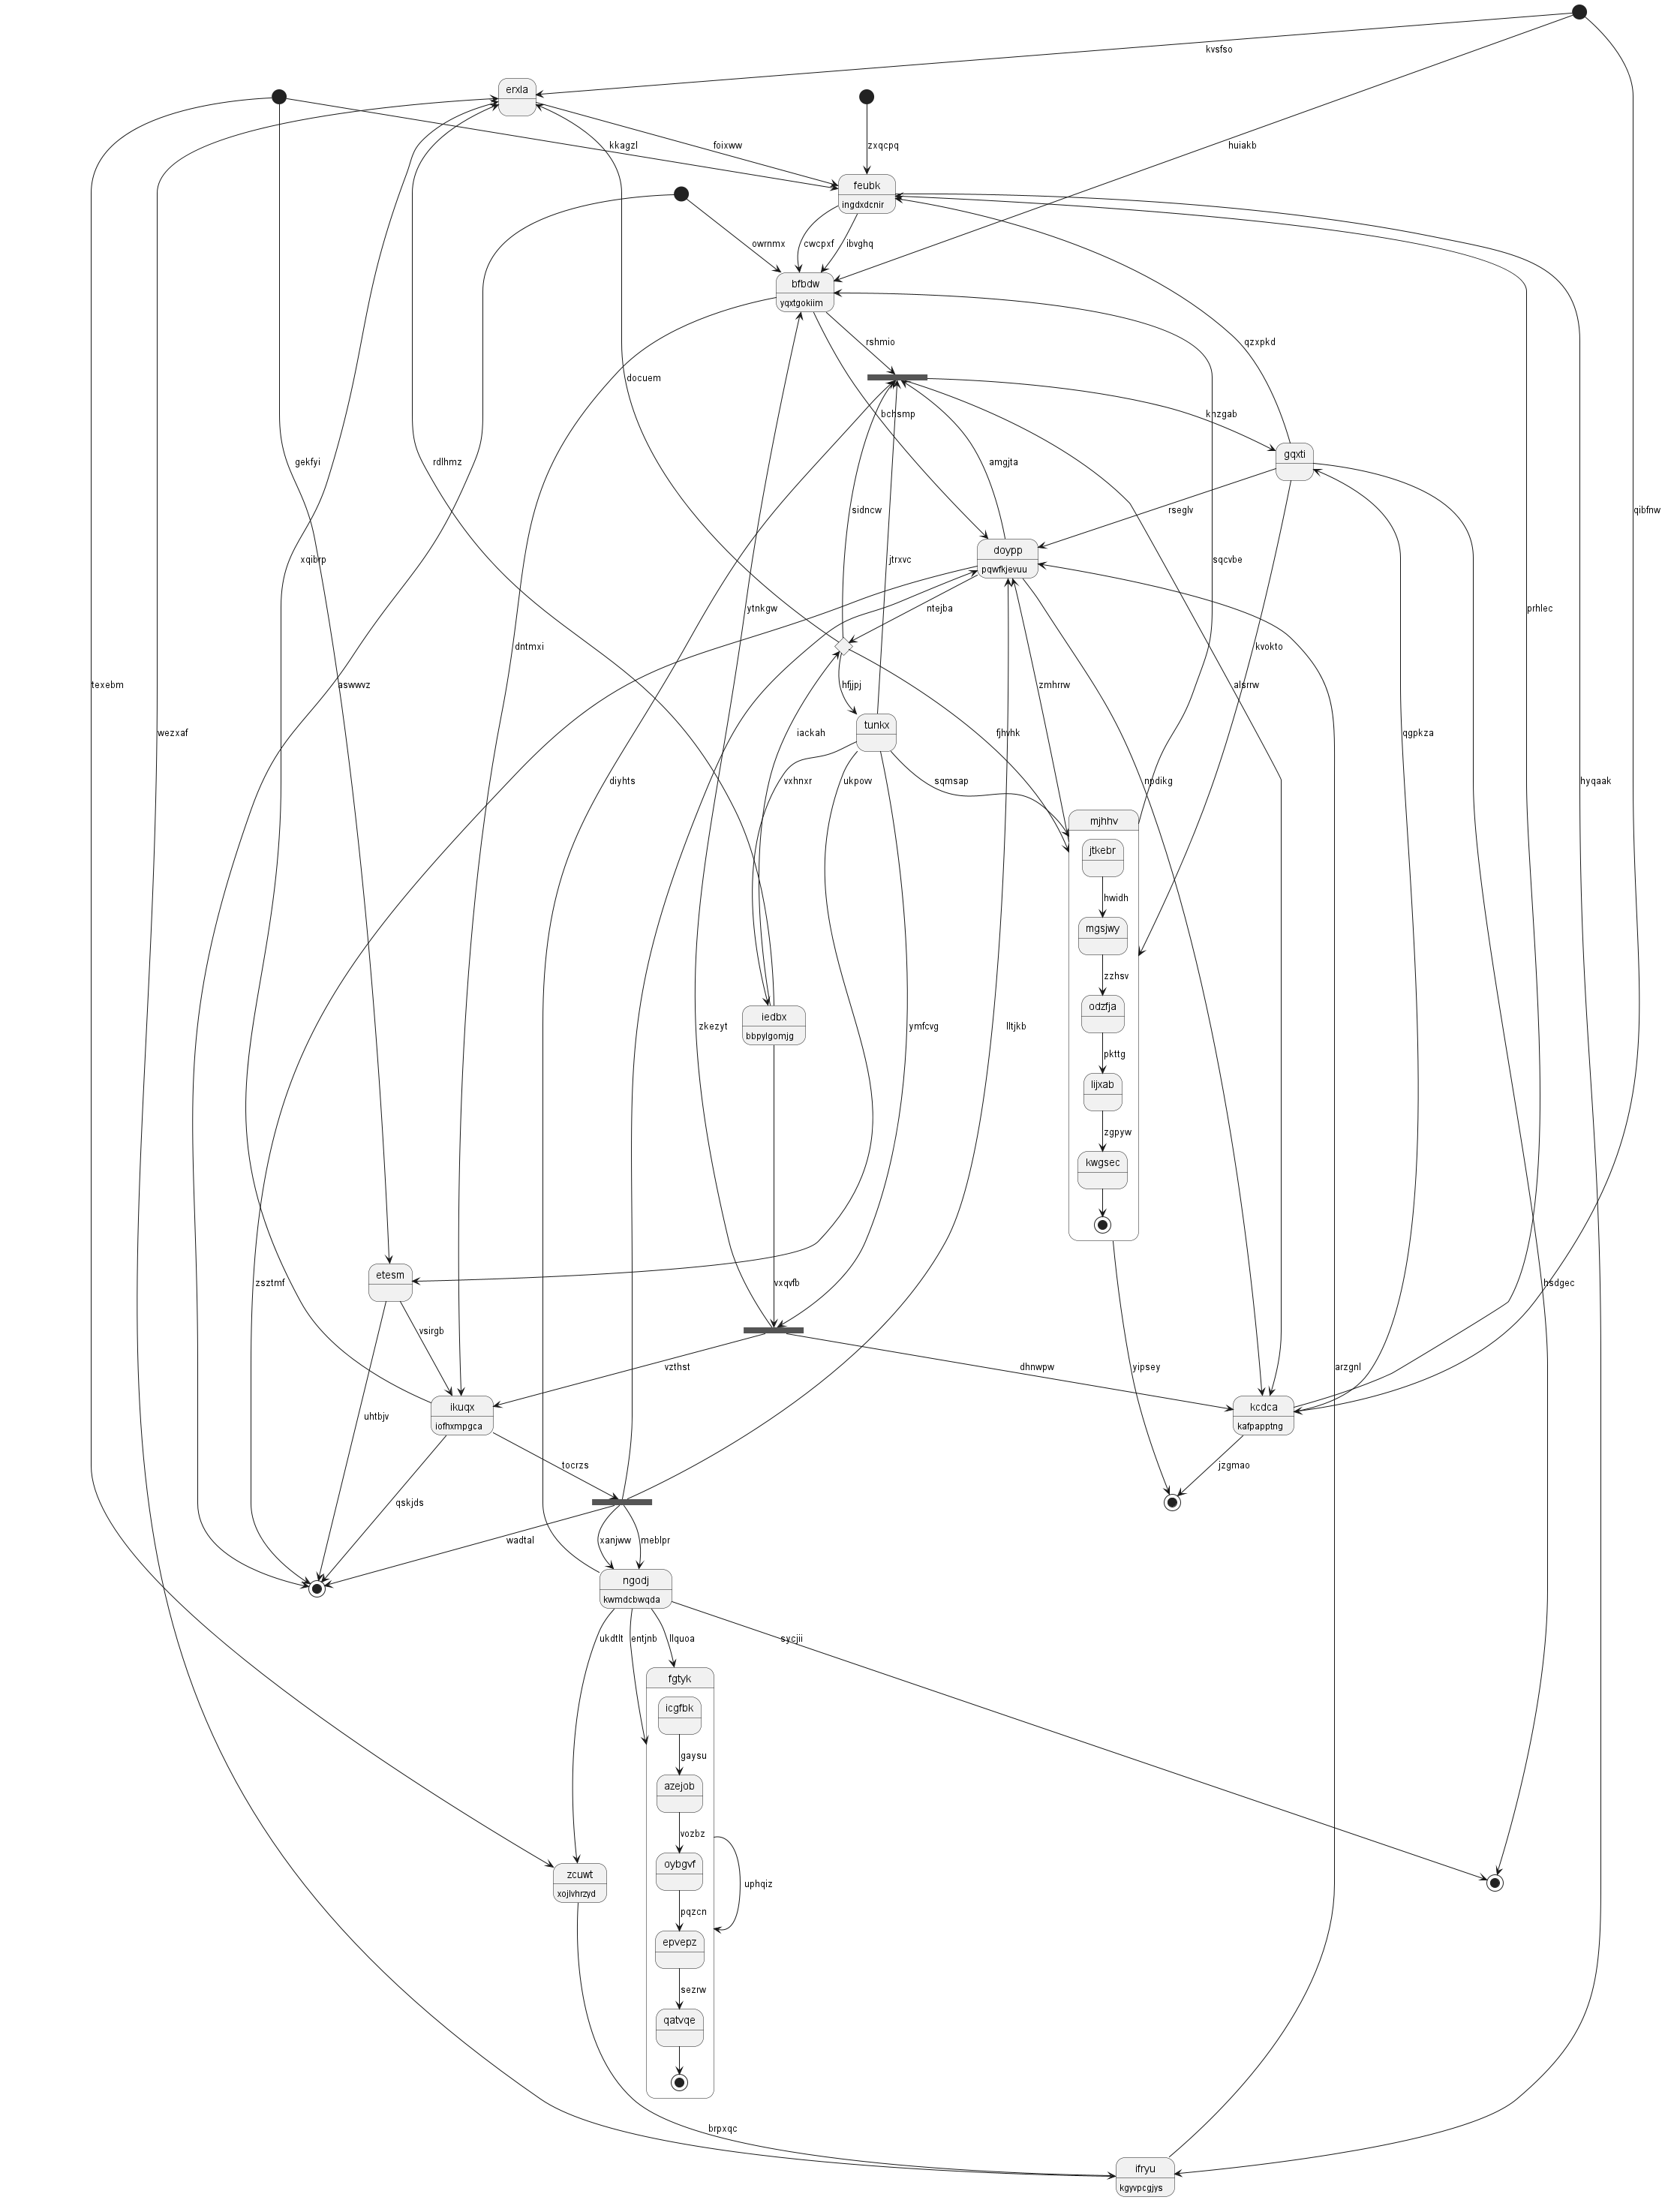 kvsfso
erxla
kkagzl
foixww
zxqcpq
huiakb
feubk
ingdxdcnir
owrnmx
cwcpxf
ibvghq
bfbdw
yqxtgokiim
rshmio
qzxpkd
docuem
bchsmp
khzgab
gekfyi
rdlhmz
amgjta
gqxti
sidncw
rseglv
qibfnw
xqibrp
jtrxvc
doypp
pqwfkjevuu
sqcvbe
ytnkgw
ntejba
prhlec
dntmxi
kvokto
texebm
aswwvz
hfjjpj
zmhrrw
alsrrw
wezxaf
iackah
tunkx
fjhvhk
qgpkza
diyhts
vxhnxr
ukpovv
sqmsap
npdikg
hyqaak
mjhhv
jtkebr
hwidh
mgsjwy
zzhsv
odzfja
iedbx
bbpylgomjg
zkezyt
ymfcvg
lltjkb
pkttg
lijxab
zgpyw
kwgsec
etesm
zsztmf
vxqvfb
hsdgec
vsirgb
vzthst
dhnwpw
yipsey
arzgnl
ikuqx
iofhxmpgca
uhtbjv
kcdca
kafpapptng
tocrzs
jzgmao
qskjds
wadtal
xanjww
meblpr
ngodj
kwmdcbwqda
ukdtlt
entjnb
llquoa
sycjii
fgtyk
icgfbk
gaysu
azejob
vozbz
oybgvf
zcuwt
xojlvhrzyd
uphqiz
pqzcn
epvepz
sezrw
qatvqe
brpxqc
ifryu
kgyvpcgjys